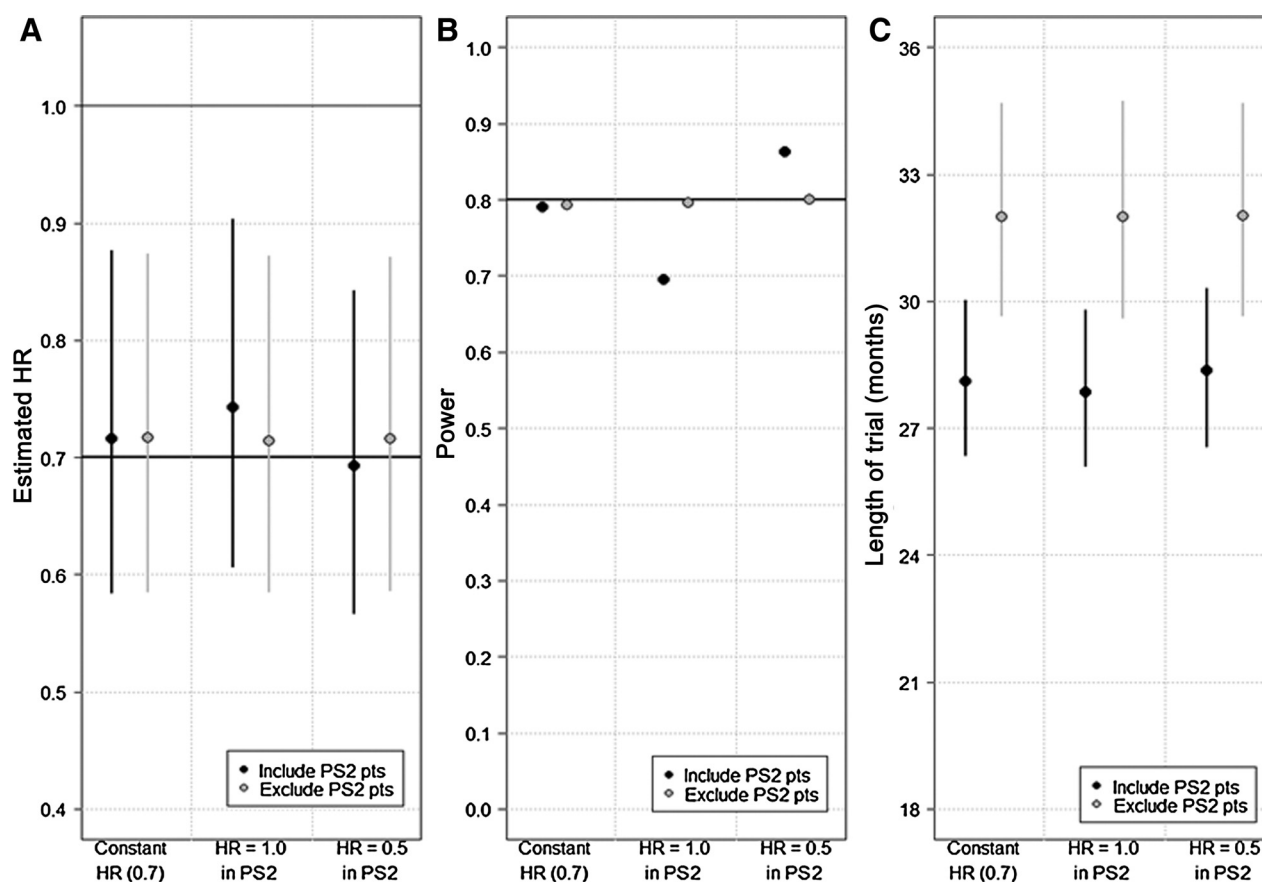 A
Estimated HR
1.0
0.9
0.8
0.7
0.6
0.5
0.4
Include PS2 pts
Exclude PS2 pts
Constant
HR (0.7)
HR = 1.0
in PS2
HR = 0.5
in PS2
B
Power
1.0
0.9
0.8
0.7
0.6
0.5
0.4
0.3
0.2
0.1
0.0
Include PS2 pts
Exclude PS2 pts
Constant
HR (0.7)
HR = 1.0
in PS2
HR = 0.5
in PS2
C
Length of trial (months)
36
33
30
27
24
21
18
Include PS2 pts
Exclude PS2 pts
Constant
HR (0.7)
HR = 1.0
in PS2
HR = 0.5
in PS2